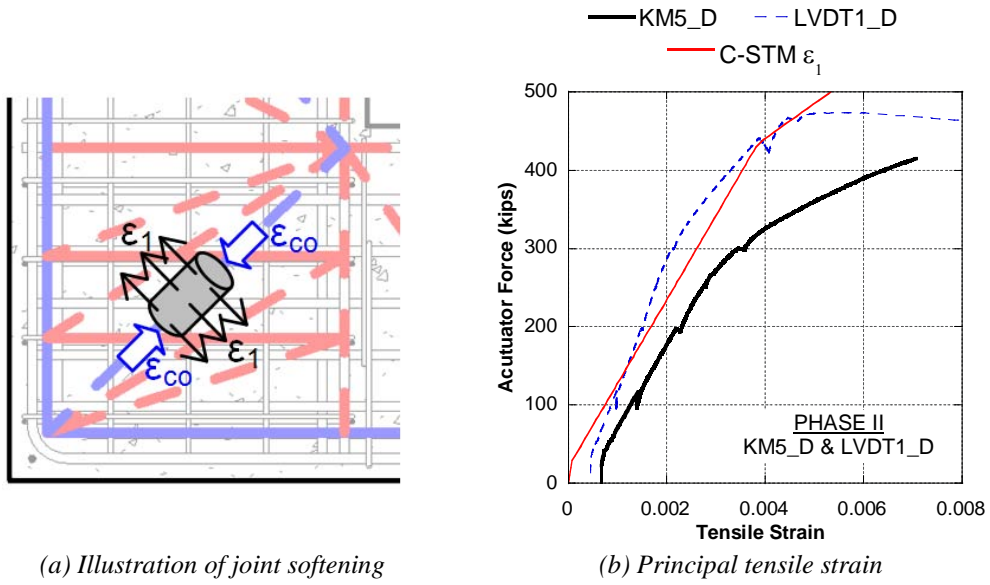 KM5_D
LVDT1_D
C-STM ε1
ε1
εco
εco
ε1
500
400
300
200
100
0
Acutuator Force (kips)
PHASE II
KM5_D & LVDT1_D
0
0.002
0.004
0.006
0.008
Tensile Strain
(a) Illustration of joint softening
(b) Principal tensile strain